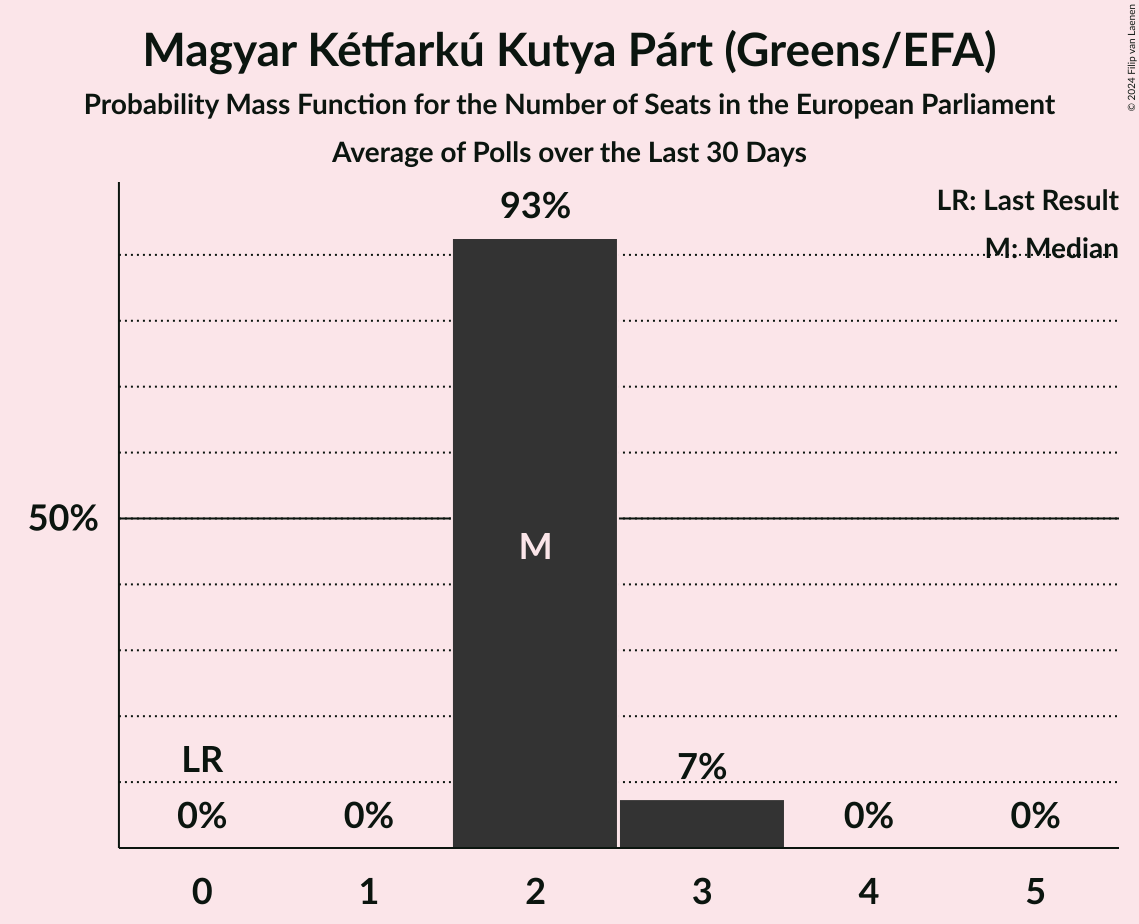 Magyar Kétfarkú Kutya Párt (Greens/EFA)
Probability Mass Function for the Number of Seats in the European Parliament
Average of Polls over the Last 30 Days
© 2024 Filip van Laenen
LR: Last Result
M: Median
93%
50%
M
LR
7%
0% 0% 0% 0%
0 1 2 3 4 5